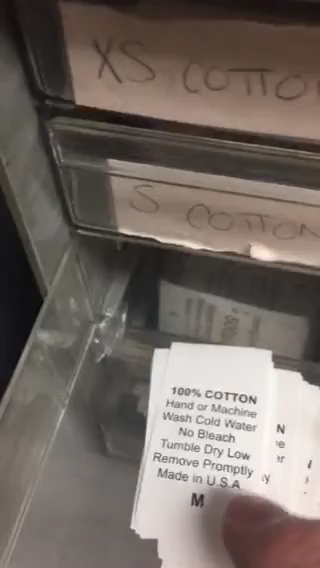 XS COTTO
S COTTON
100% COTTON
Hand or Machine
Wash Cold Water
No Bleach
Tumble Dry Low
Remove Promptly
Made in U.S.A
M